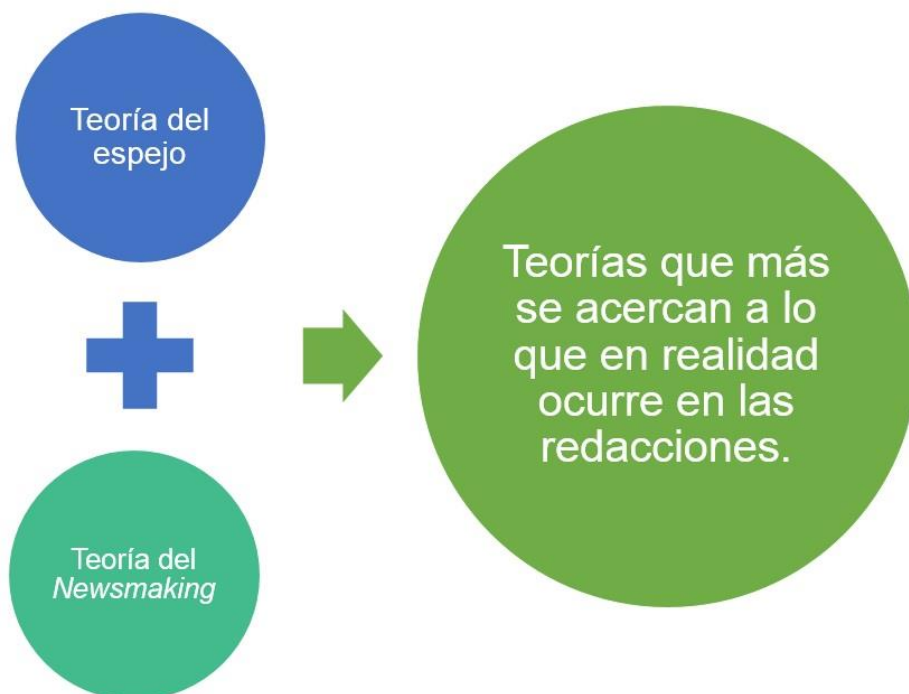 Teoría del
espejo
Teoría del
Newsmaking
Teorías que más
se acercan a lo
que en realidad
ocurre en las
redacciones.